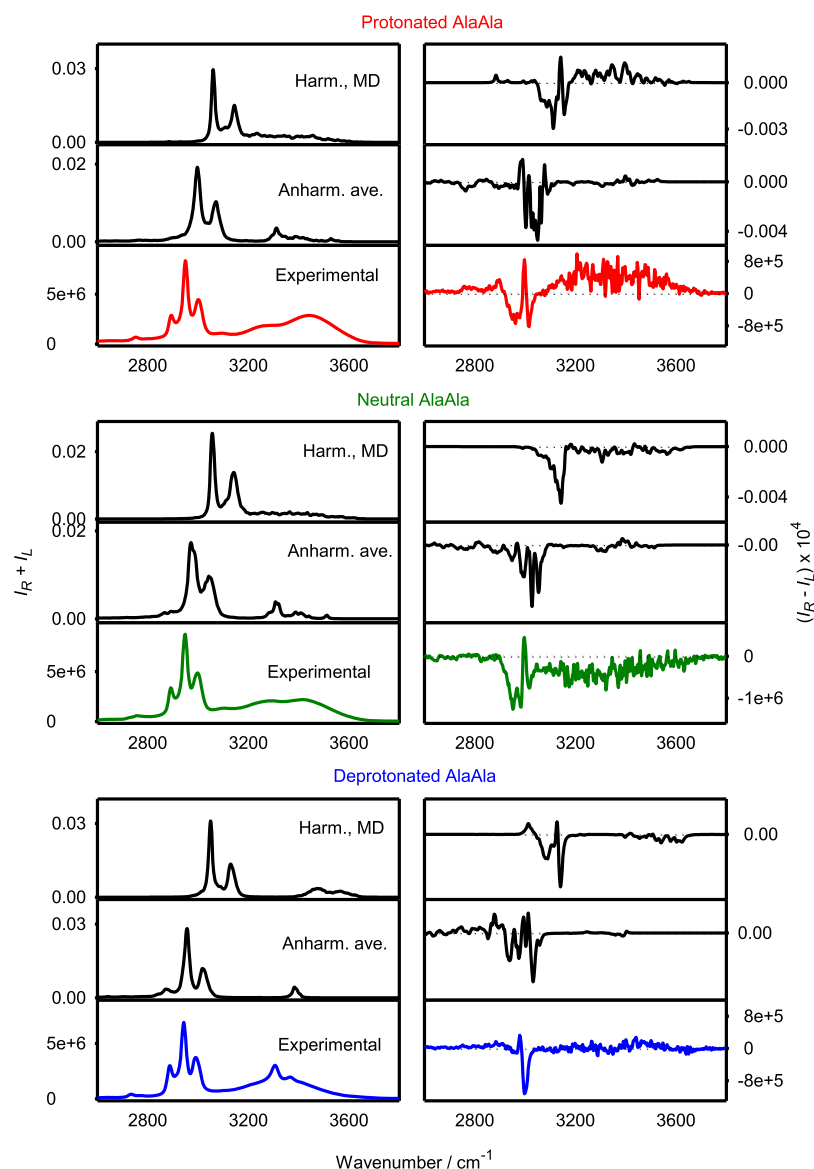 Protonated AlaAla
0.03
Harm., MD
0.000
0.00
-0.003
0.02
Anharm. ave.
0.000
0.00
-0.004
Experimental
8e+5
5e+6
0
0
-8e+5
2800 3200 3600 2800 3200 3600
Neutral AlaAla
0.02
Harm., MD
0.000
0.00
-0.004
0.02
Anharm. ave.
-0.00
0.00
Experimental
0
5e+6
-1e+6
0
2800 3200 3600 2800 3200 3600
I_R + I_L
(I_R - I_L) x 10^4
Deprotonated AlaAla
0.03
Harm., MD
0.00
0.00
0.03
Anharm. ave.
0.00
0.00
Experimental
8e+5
5e+6
0
-8e+5
0
2800 3200 3600 2800 3200 3600
Wavenumber / cm^-1